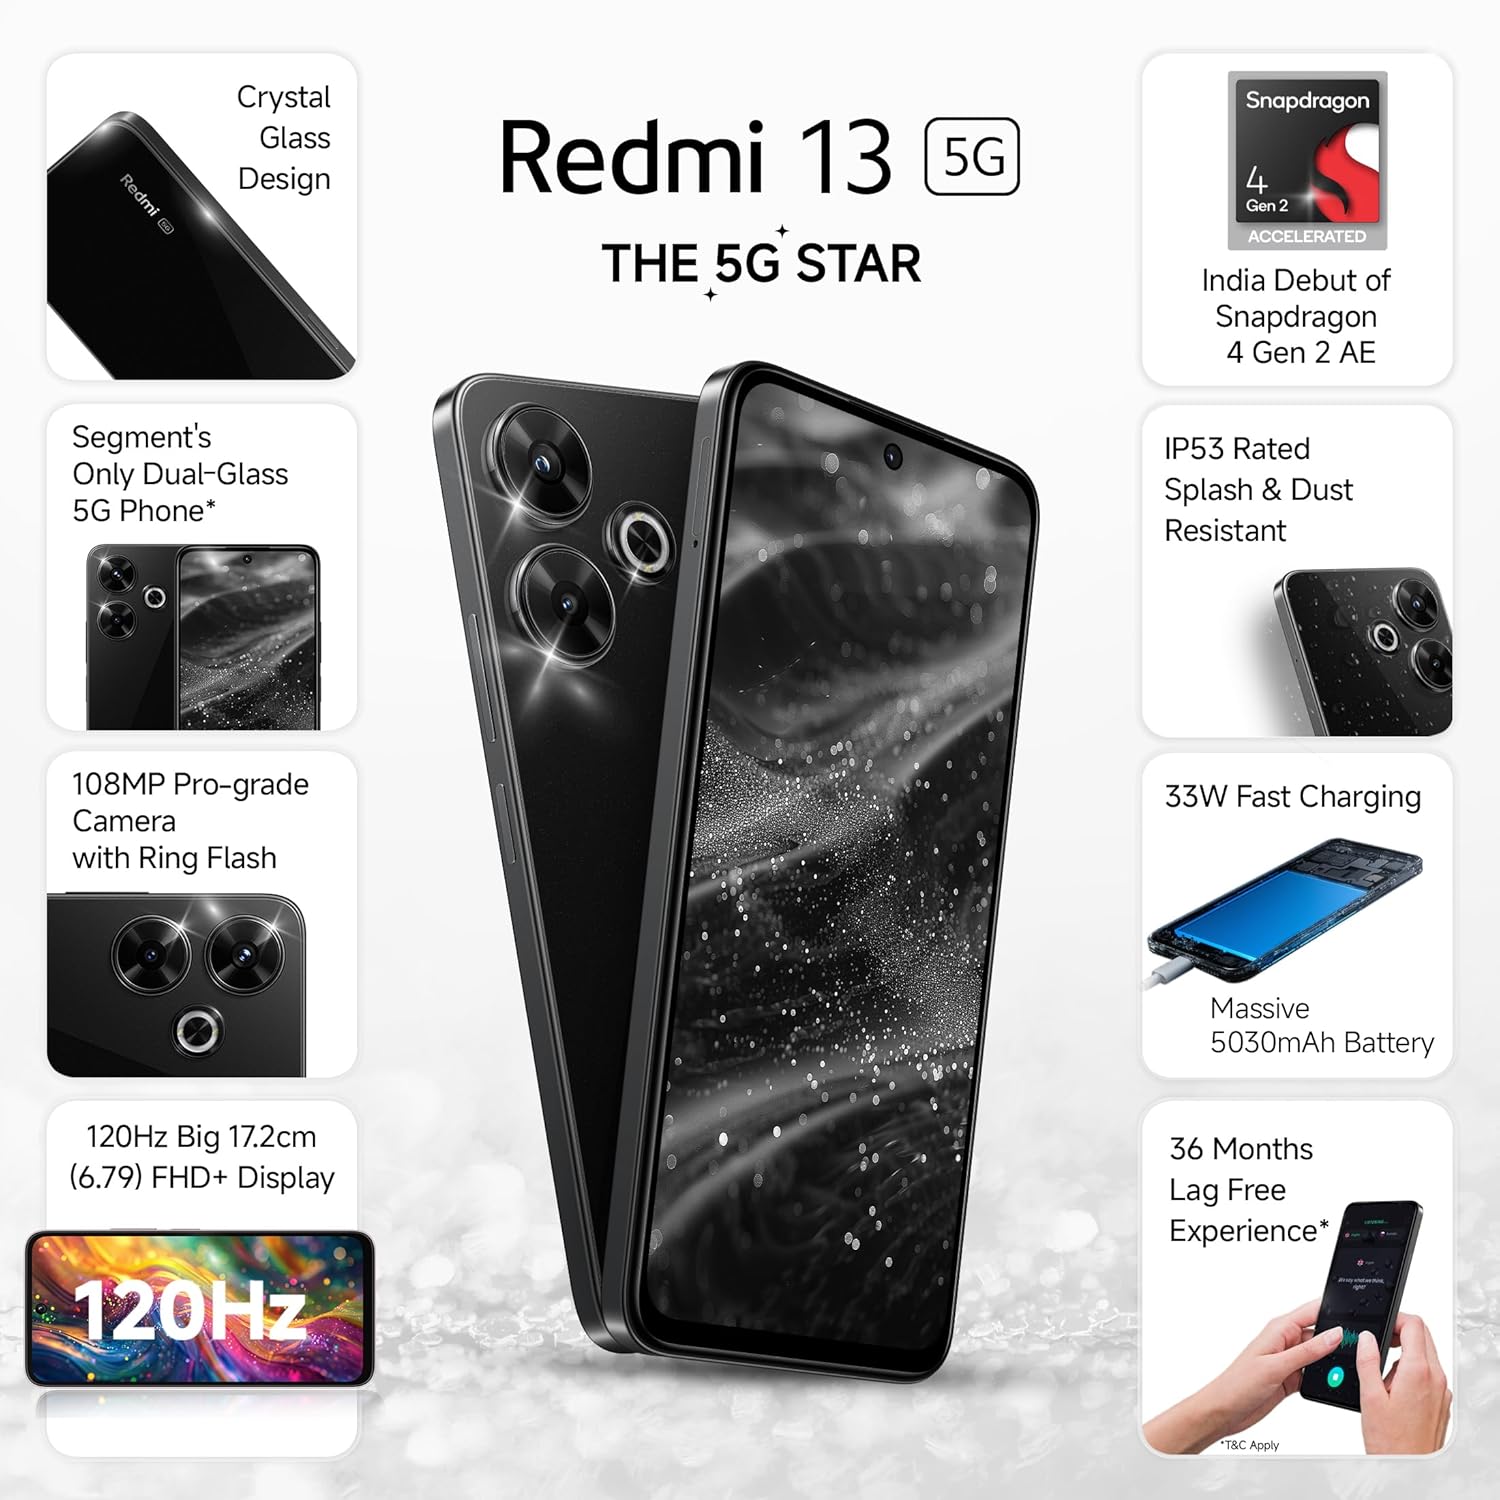 Redmi 13 5G
THE 5G STAR
Crystal
Glass
Design
Redmi 5G
Segment's
Only Dual-Glass
5G Phone*
108MP Pro-grade
Camera
with Ring Flash
120Hz Big 17.2cm
(6.79) FHD+ Display
120Hz
Snapdragon
4
Gen 2
ACCELERATED
India Debut of
Snapdragon
4 Gen 2 AE
IP53 Rated
Splash & Dust
Resistant
33W Fast Charging
Massive
5030mAh Battery
36 Months
Lag Free
Experience*
*T&C Apply